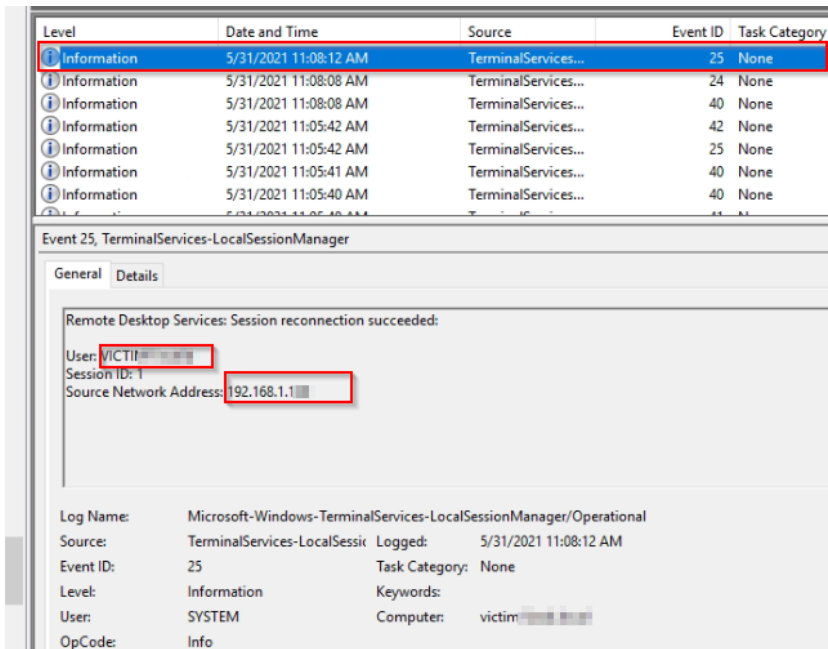 Level Date and Time Source Event ID Task Category
Information 5/31/2021 11:08:12 AM TerminalServices... 25 None
Information 5/31/2021 11:08:08 AM TerminalServices... 24 None
Information 5/31/2021 11:08:08 AM TerminalServices... 40 None
Information 5/31/2021 11:05:42 AM TerminalServices... 42 None
Information 5/31/2021 11:05:42 AM TerminalServices... 25 None
Information 5/31/2021 11:05:41 AM TerminalServices... 40 None
Information 5/31/2021 11:05:40 AM TerminalServices... 40 None
Event 25, TerminalServices-LocalSessionManager
General Details
Remote Desktop Services: Session reconnection succeeded:
User:
Session ID: 1
Source Network Address: 192.168.1.1
Log Name: Microsoft-Windows-TerminalServices-LocalSessionManager/Operational
Source: TerminalServices-LocalSessic Logged: 5/31/2021 11:08:12 AM
Event ID: 25 Task Category: None
Level: Information Keywords:
User: SYSTEM Computer: victim
OpCode: Info